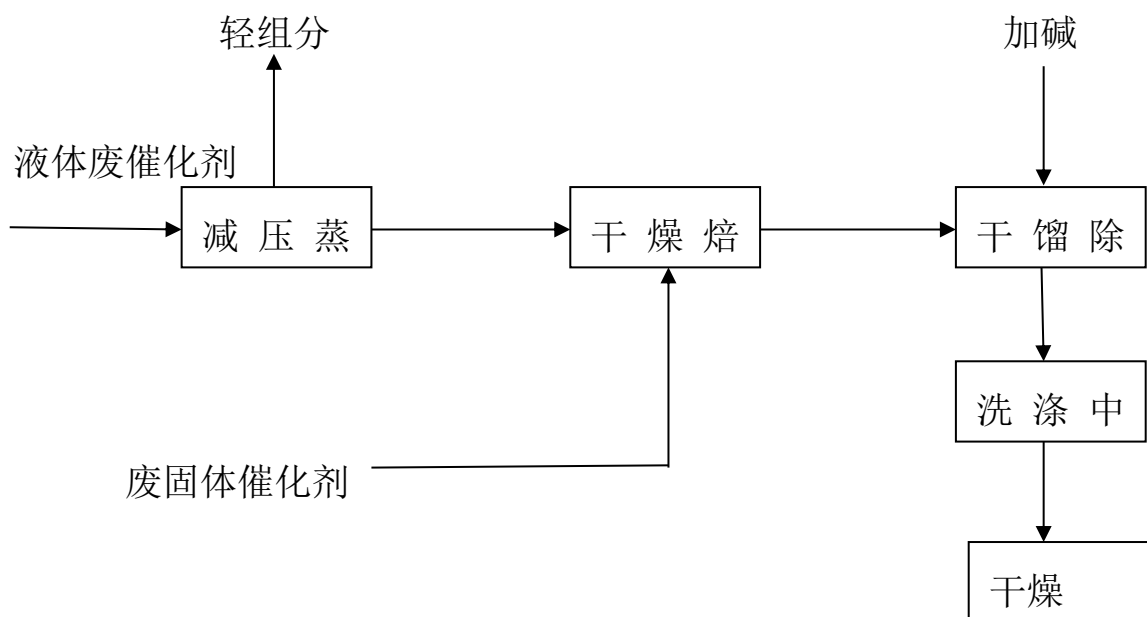 轻组分
加碱
液体废催化剂
减压蒸
干燥焙
干馏除
洗涤中
废固体催化剂
干燥